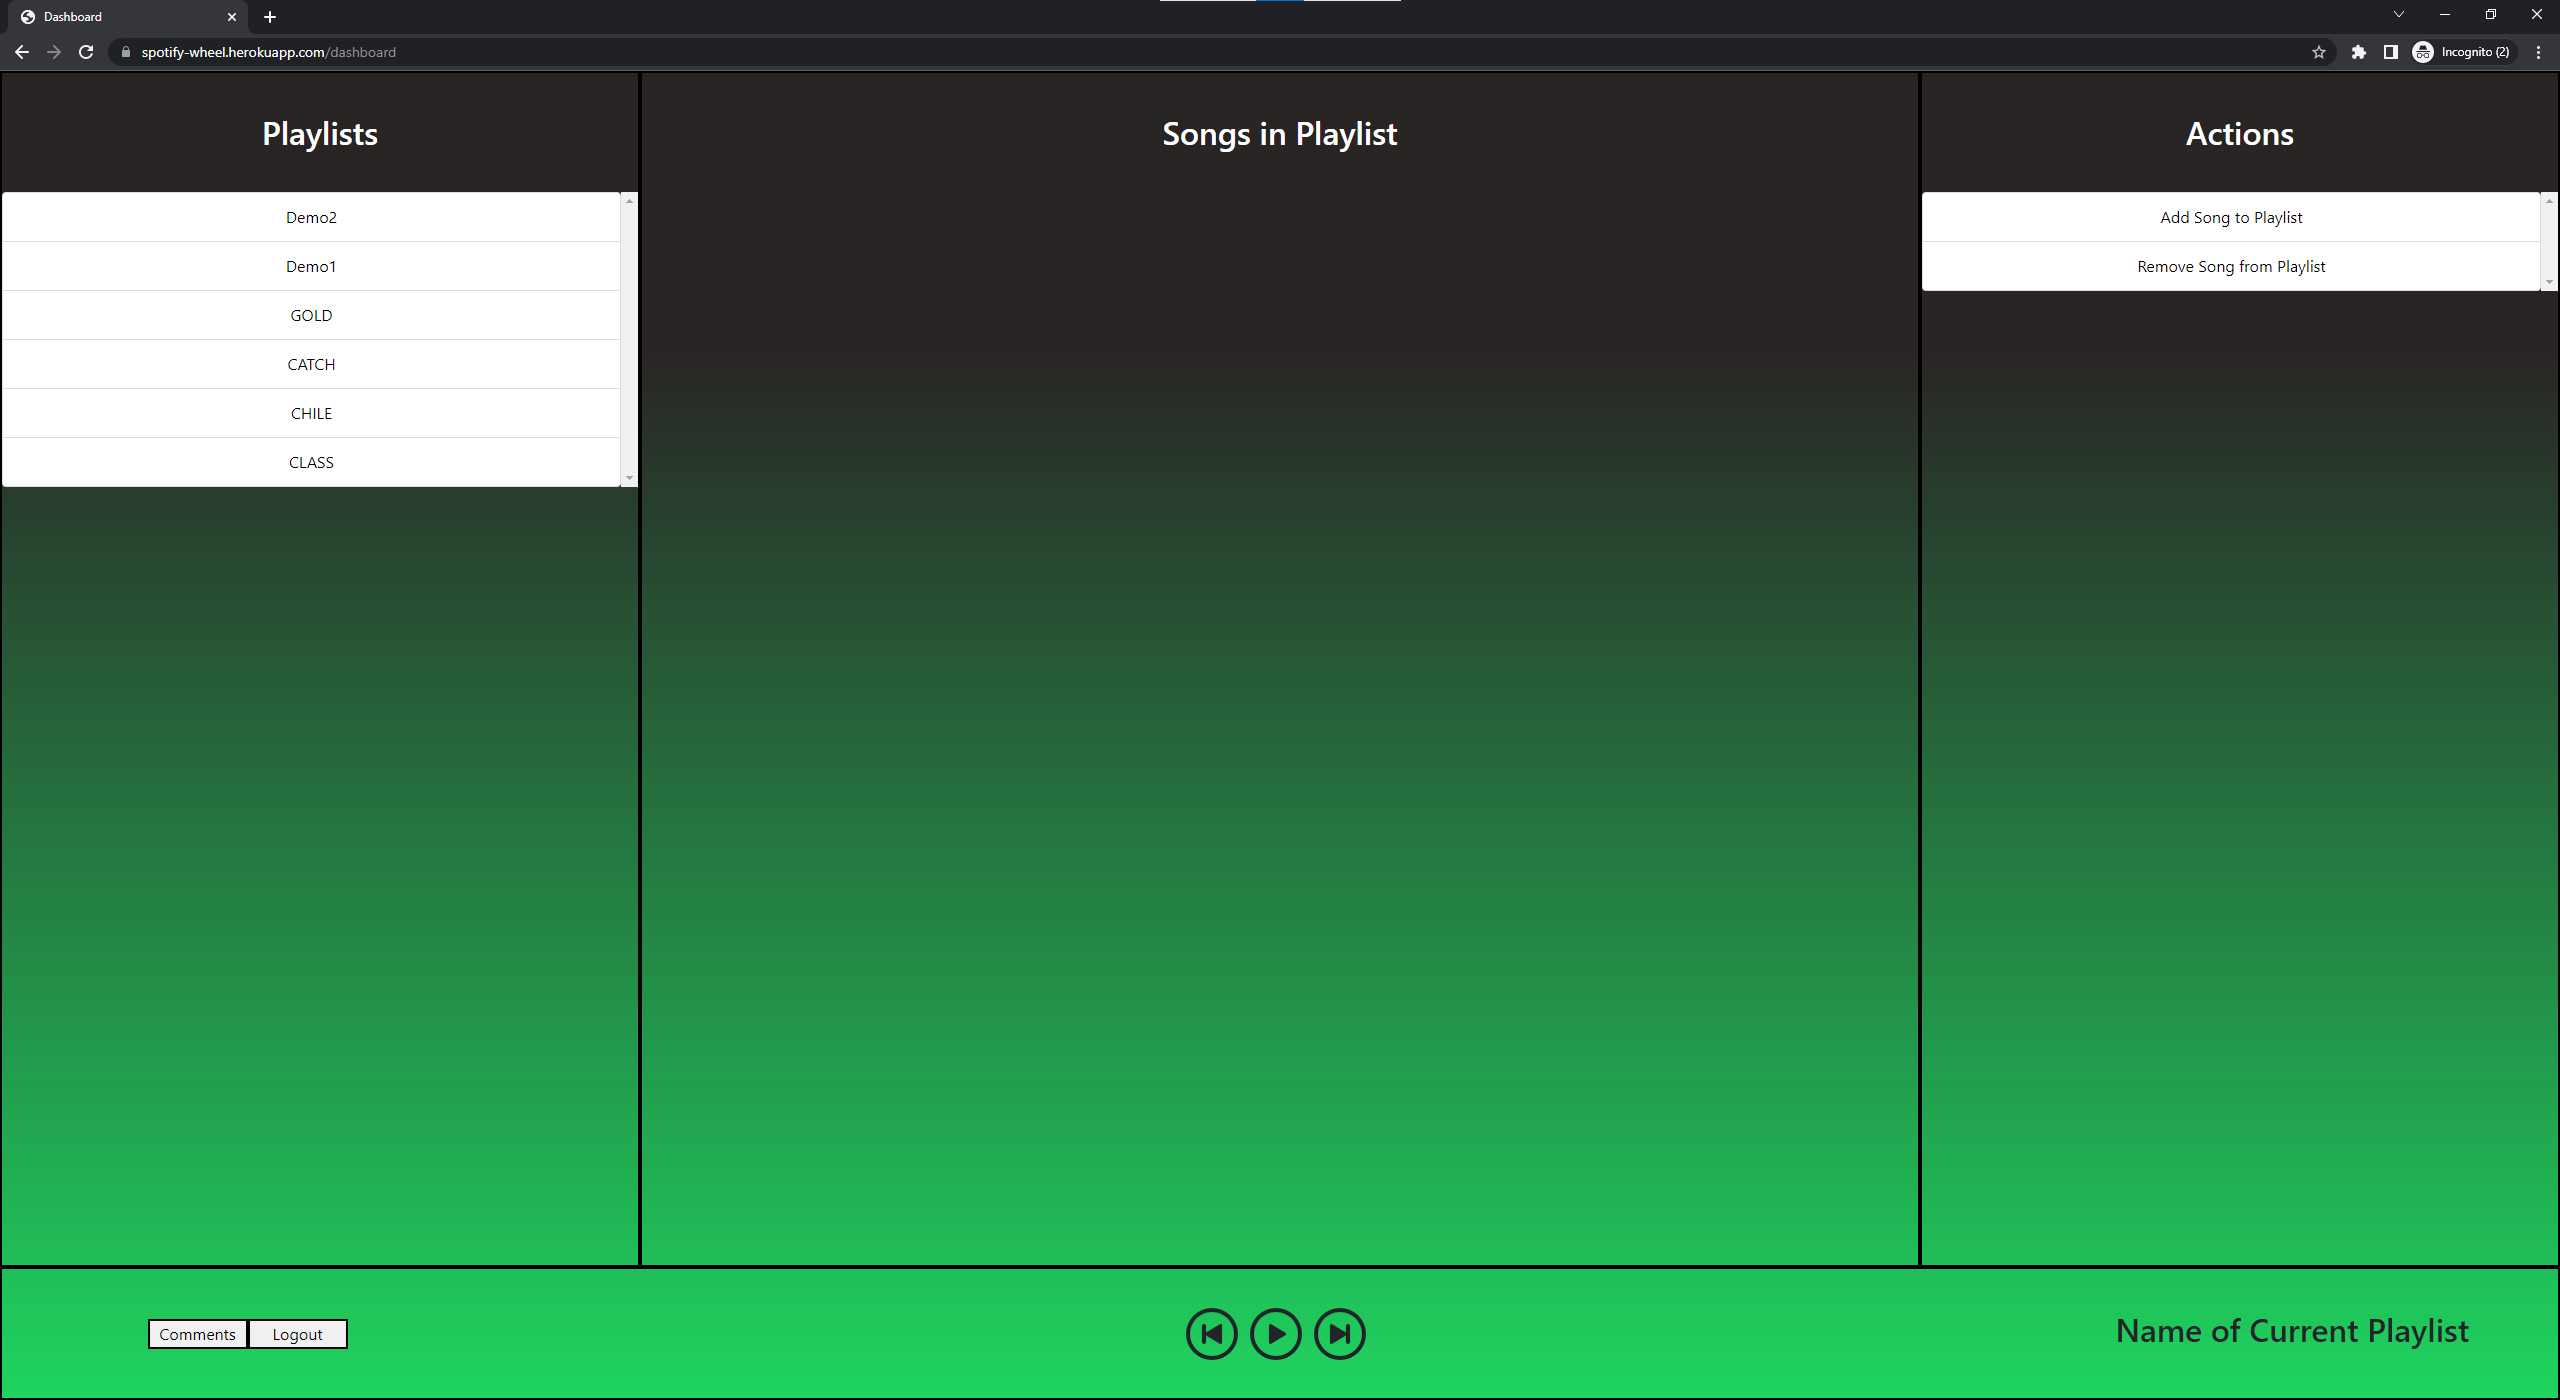 Dashboard
spotify-wheel.herokuapp.com/dashboard
Incognito (2)
Playlists
Demo2
Demo1
GOLD
CATCH
CHILE
CLASS
Songs in Playlist
Actions
Add Song to Playlist
Remove Song from Playlist
Comments
Logout
Name of Current Playlist